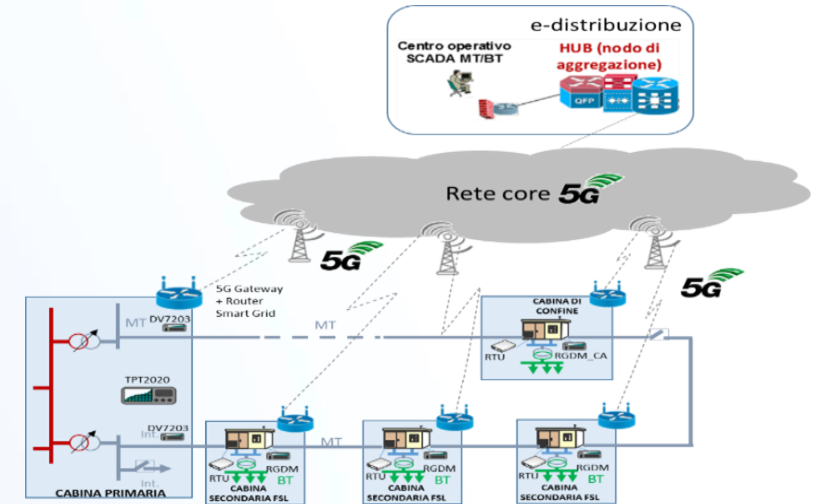 e-distribuzione
Centro operativo
SCADA MT/BT
HUB (nodo di
aggregazione)
QFP
Rete core 5G
5G
5G
5G Gateway
+ Router
Smart Grid
MT
DV7203
MT
TPT2020
DV7203
Int.
Int.
CABINA PRIMARIA
CABINA DI
CONFINE
RTU
RGDM_CA
MT
RTU
RGDM
BT
CABINA
SECONDARIA FSL
RTU
RGDM
BT
CABINA
SECONDARIA FSL
RTU
RGDM
BT
CABINA
SECONDARIA FSL